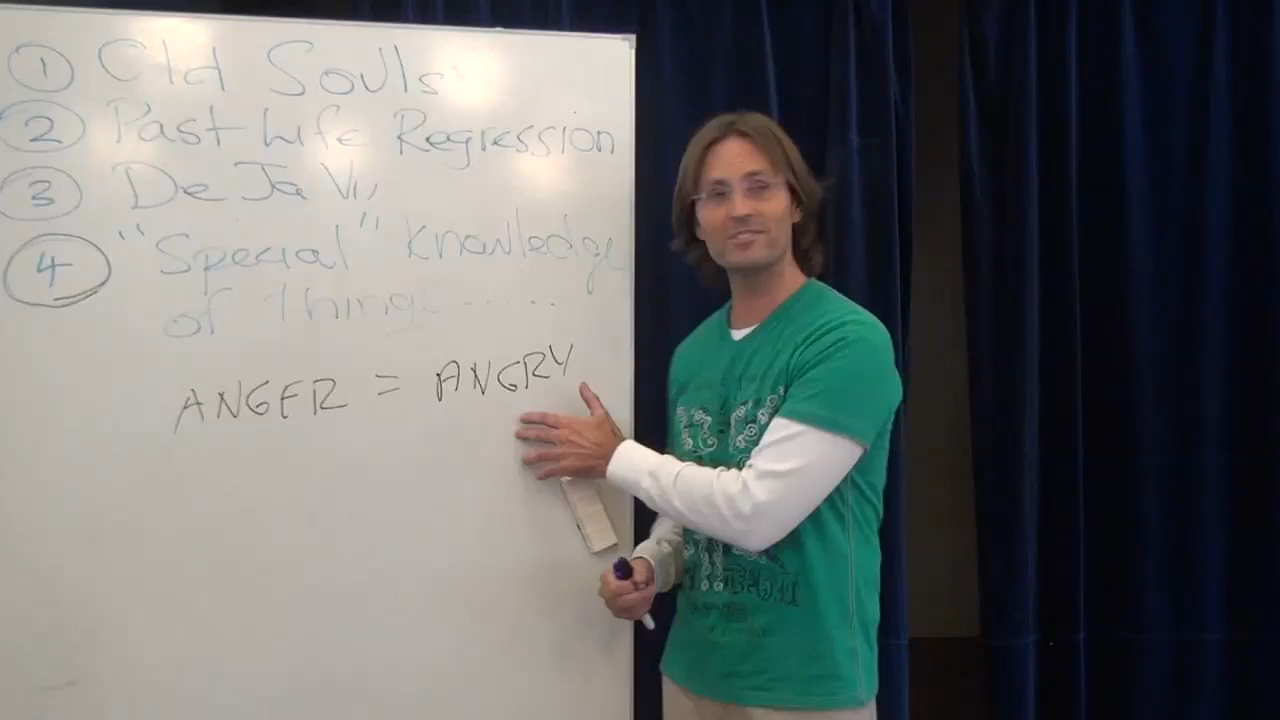 1 Old Souls
2 Past Life Regression
3 De Ja Vu
4 "Special" Knowledge
of things ......
ANGER = ANGRY